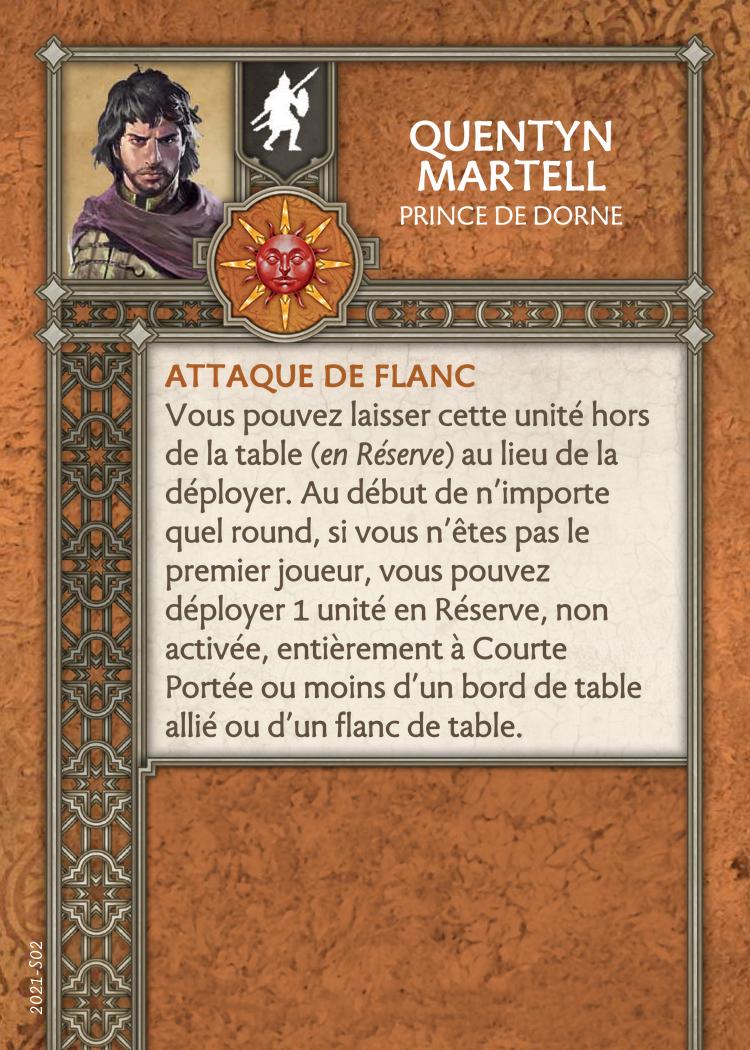 QUENTYN
MARTELL
PRINCE DE DORNE
ATTAQUE DE FLANC
Vous pouvez laisser cette unité hors
de la table (en Réserve) au lieu de la
déployer. Au début de n’importe
quel round, si vous n’êtes pas le
premier joueur, vous pouvez
déployer 1 unité en Réserve, non
activée, entièrement à Courte
Portée ou moins d’un bord de table
allié ou d’un flanc de table.
2021-S02